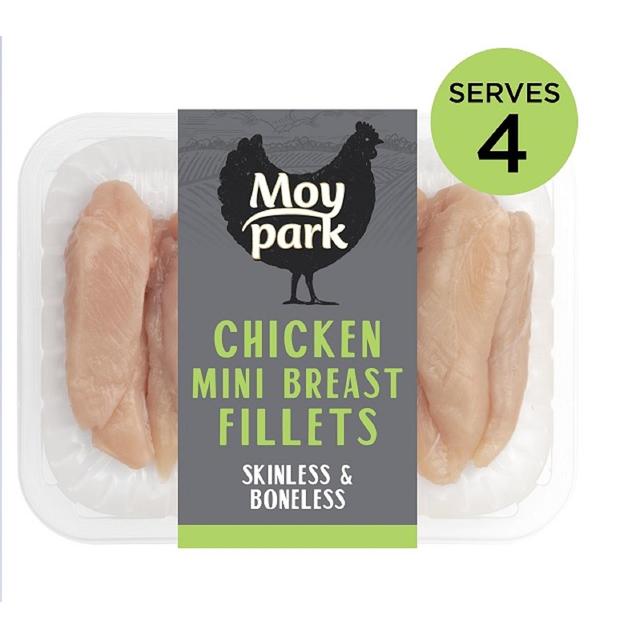 SERVES
4
Moy
park
CHICKEN
MINI BREAST
FILLETS
SKINLESS &
BONELESS